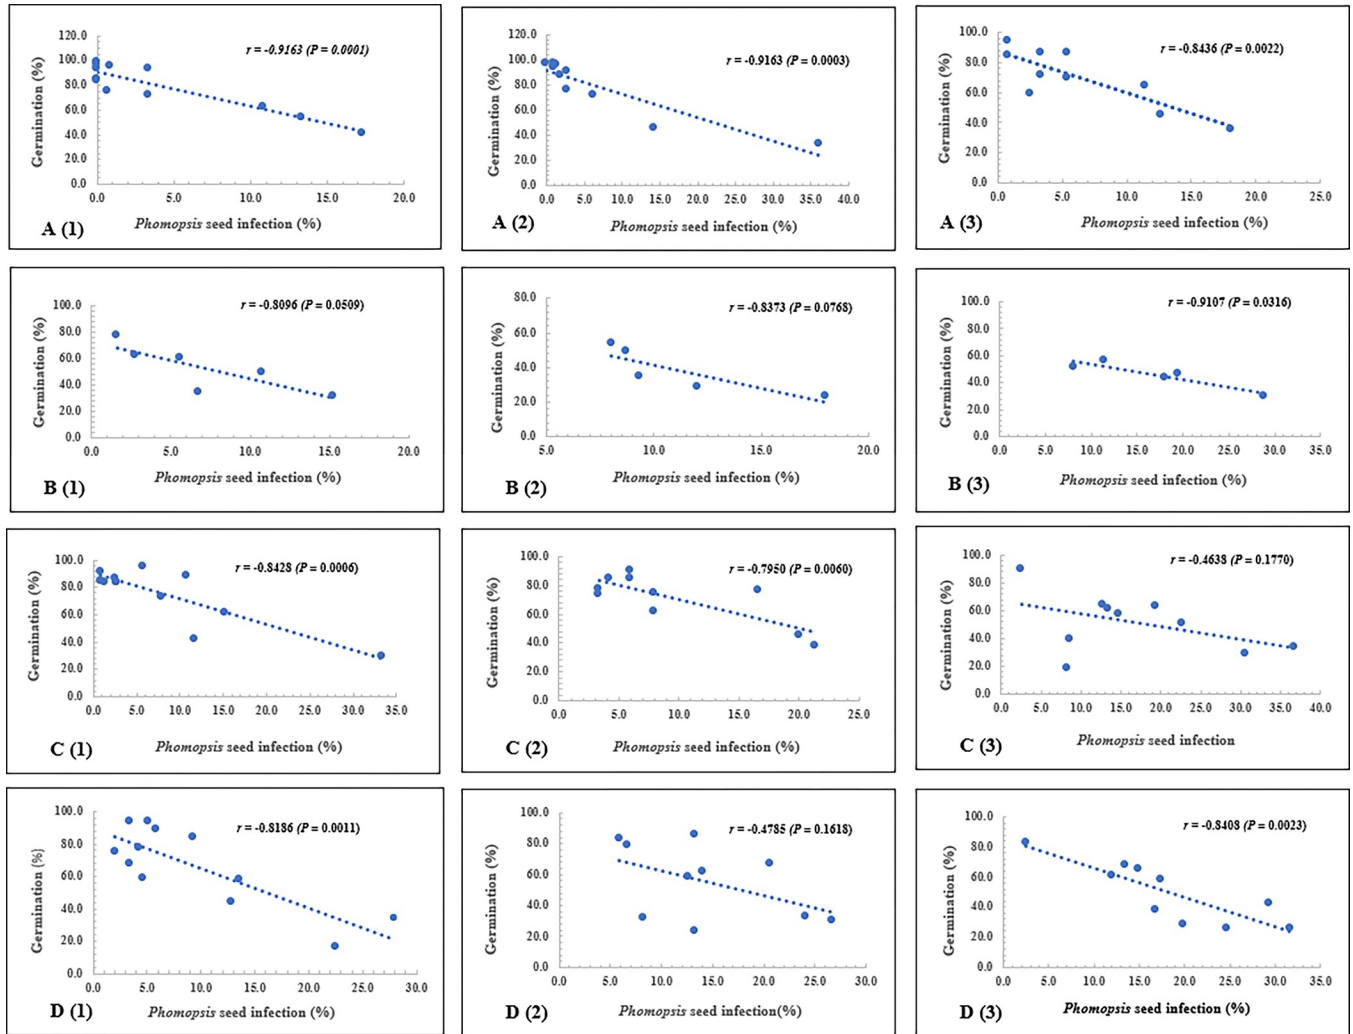 r = -0.9163 (P = 0.0001)
Germination (%)
120.0
100.0
80.0
60.0
40.0
20.0
0.0
0.0 5.0 10.0 15.0 20.0
Phomopsis seed infection (%)
A (1)
r = -0.9163 (P = 0.0003)
Germination (%)
120.0
100.0
80.0
60.0
40.0
20.0
0.0
0.0 5.0 10.0 15.0 20.0 25.0 30.0 35.0 40.0
Phomopsis seed infection (%)
A (2)
r = -0.8436 (P = 0.0022)
Germination (%)
100.0
80.0
60.0
40.0
20.0
0.0
0.0 5.0 10.0 15.0 20.0 25.0
Phomopsis seed infection (%)
A (3)
r = -0.8096 (P = 0.0509)
Germination (%)
100.0
80.0
60.0
40.0
20.0
0.0
0.0 5.0 10.0 15.0 20.0
Phomopsis seed infection (%)
B (1)
r = -0.8373 (P = 0.0768)
Germination (%)
80.0
60.0
40.0
20.0
0.0
5.0 10.0 15.0 20.0
Phomopsis seed infection (%)
B (2)
r = -0.9107 (P = 0.0316)
Germination (%)
100.0
80.0
60.0
40.0
20.0
0.0
0.0 5.0 10.0 15.0 20.0 25.0 30.0 35.0
Phomopsis seed infection (%)
B (3)
r = -0.8428 (P = 0.0006)
Germination (%)
100.0
80.0
60.0
40.0
20.0
0.0
0.0 5.0 10.0 15.0 20.0 25.0 30.0 35.0
Phomopsis seed infection (%)
C (1)
r = -0.7950 (P = 0.0060)
Germination (%)
100.0
80.0
60.0
40.0
20.0
0.0
0.0 5.0 10.0 15.0 20.0 25.0
Phomopsis seed infection (%)
C (2)
r = -0.4638 (P = 0.1770)
Germination (%)
100.0
80.0
60.0
40.0
20.0
0.0
0.0 5.0 10.0 15.0 20.0 25.0 30.0 35.0 40.0
Phomopsis seed infection
C (3)
r = -0.8186 (P = 0.0011)
Germination (%)
100.0
80.0
60.0
40.0
20.0
0.0
0.0 5.0 10.0 15.0 20.0 25.0 30.0
Phomopsis seed infection (%)
D (1)
r = -0.4785 (P = 0.1618)
Germination (%)
100.0
80.0
60.0
40.0
20.0
0.0
0.0 5.0 10.0 15.0 20.0 25.0 30.0
Phomopsis seed infection(%)
D (2)
r = -0.8408 (P = 0.0023)
Germination (%)
100.0
80.0
60.0
40.0
20.0
0.0
0.0 5.0 10.0 15.0 20.0 25.0 30.0 35.0
Phomopsis seed infection (%)
D (3)